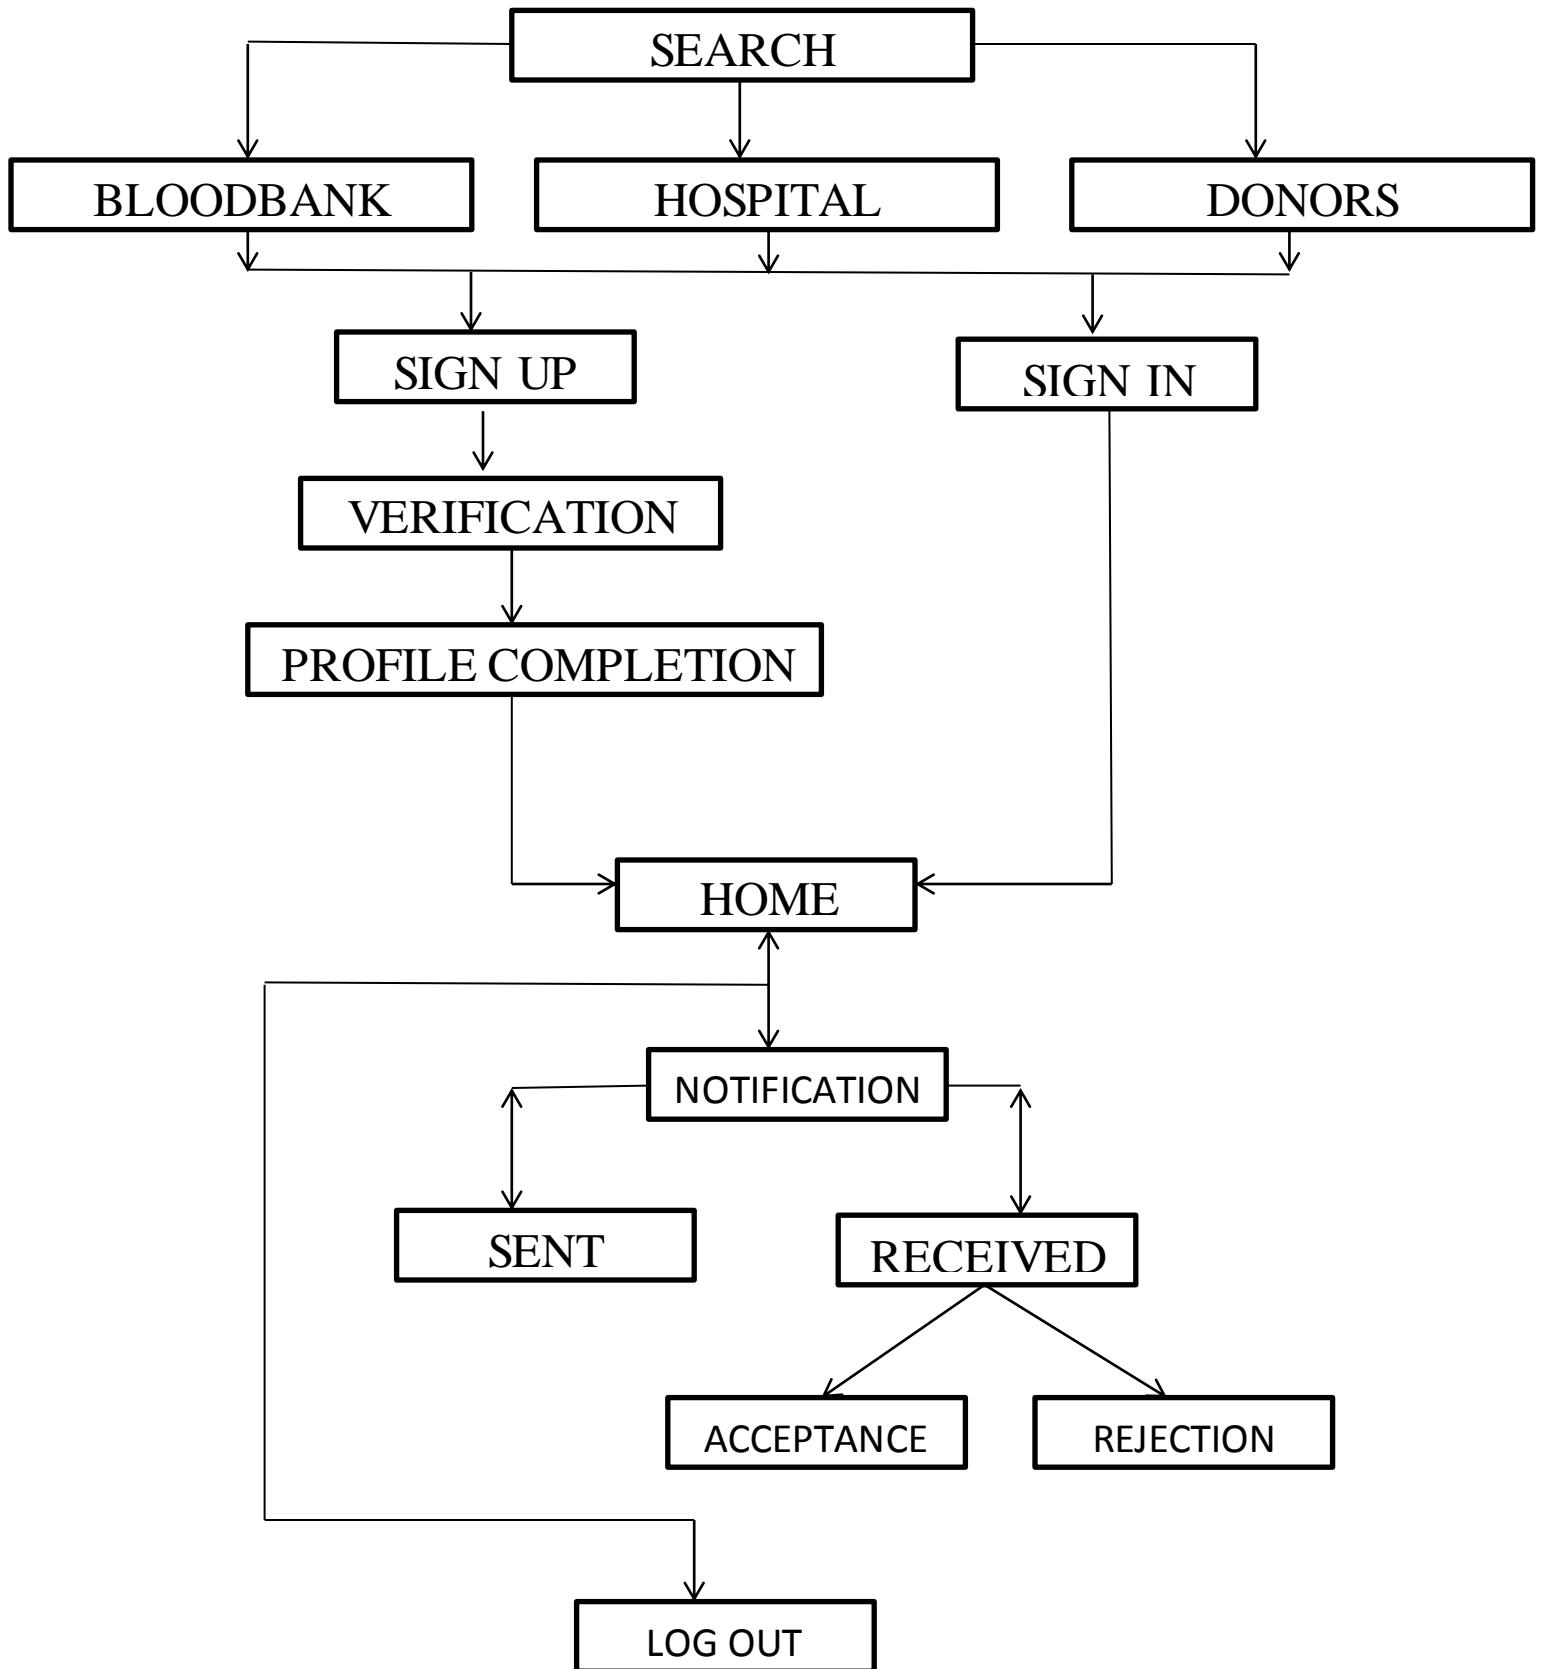 SEARCH
BLOODBANK
HOSPITAL
DONORS
SIGN UP
SIGN IN
VERIFICATION
PROFILE COMPLETION
HOME
NOTIFICATION
SENT
RECEIVED
ACCEPTANCE
REJECTION
LOG OUT